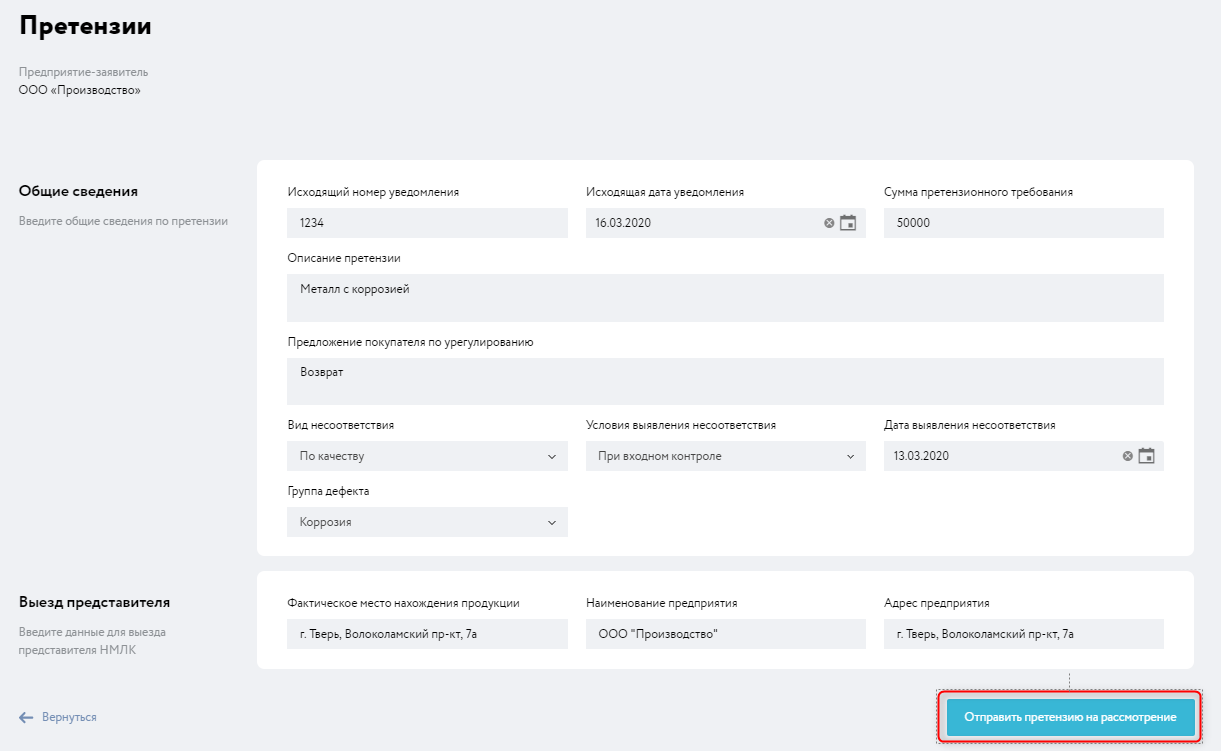 Претензии
Предприятие-заявитель
ООО «Производство»
Общие сведения
Введите общие сведения по претензии
Исходящий номер уведомления
Исходящая дата уведомления
Сумма претензионного требования
1234
16.03.2020
50000
Описание претензии
Металл с коррозией
Предложение покупателя по урегулированию
Возврат
Вид несоответствия
Условия выявления несоответствия
Дата выявления несоответствия
По качеству
При входном контроле
13.03.2020
Группа дефекта
Коррозия
Выезд представителя
Введите данные для выезда
представителя НМЛК
Фактическое место нахождения продукции
Наименование предприятия
Адрес предприятия
г. Тверь, Волоколамский пр-кт, 7а
ООО "Производство"
г. Тверь, Волоколамский пр-кт, 7а
Вернуться
Отправить претензию на рассмотрение